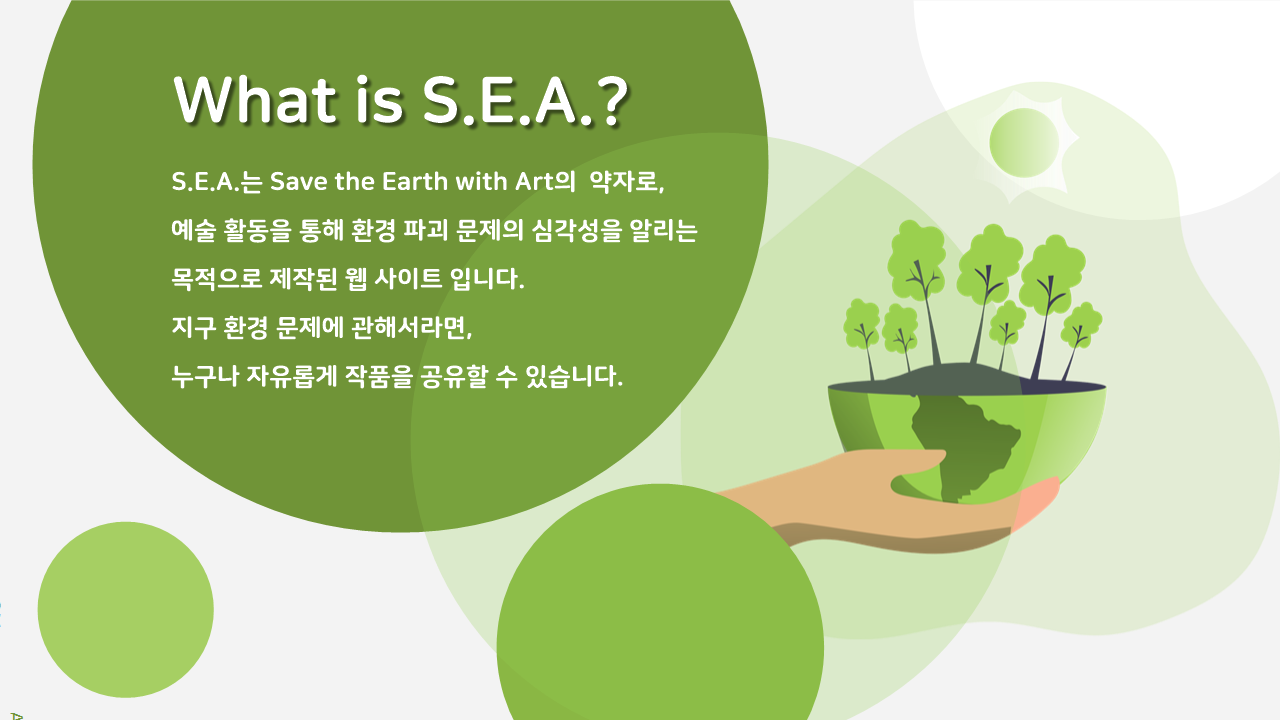 What is S.E.A.?
S.E.A.는 Save the Earth with Art의 약자로,
예술 활동을 통해 환경 파괴 문제의 심각성을 알리는
목적으로 제작된 웹 사이트 입니다.
지구 환경 문제에 관해서라면,
누구나 자유롭게 작품을 공유할 수 있습니다.